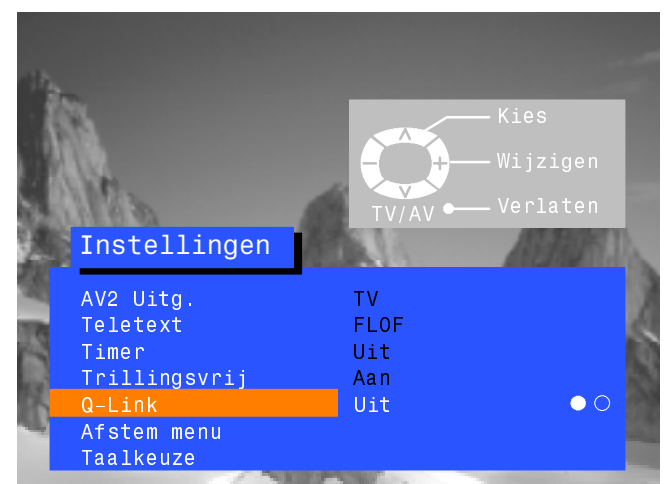 Kies
Wijzigen
TV/AV Verlaten
Instellingen
AV2 Uitg. TV
Teletext FLOF
Timer Uit
Trillingsvrij Aan
Q-Link Uit
Afstem menu
Taalkeuze